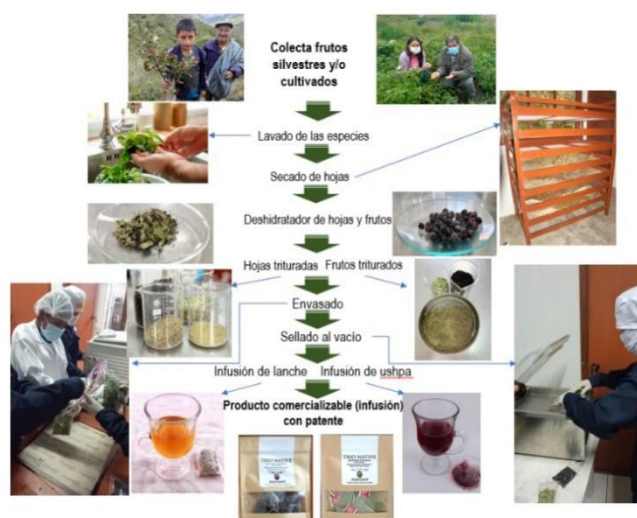 Colecta frutos
silvestres y/o
cultivados
Lavado de las especies
Secado de hojas
Deshidratador de hojas y frutos
Hojas trituradas Frutos triturados
Envasado
Sellado al vacío
Infusión de lanche Infusión de ushpa
Producto comercializable (infusión)
con patente
TRIO NATIVE TRIO NATIVE